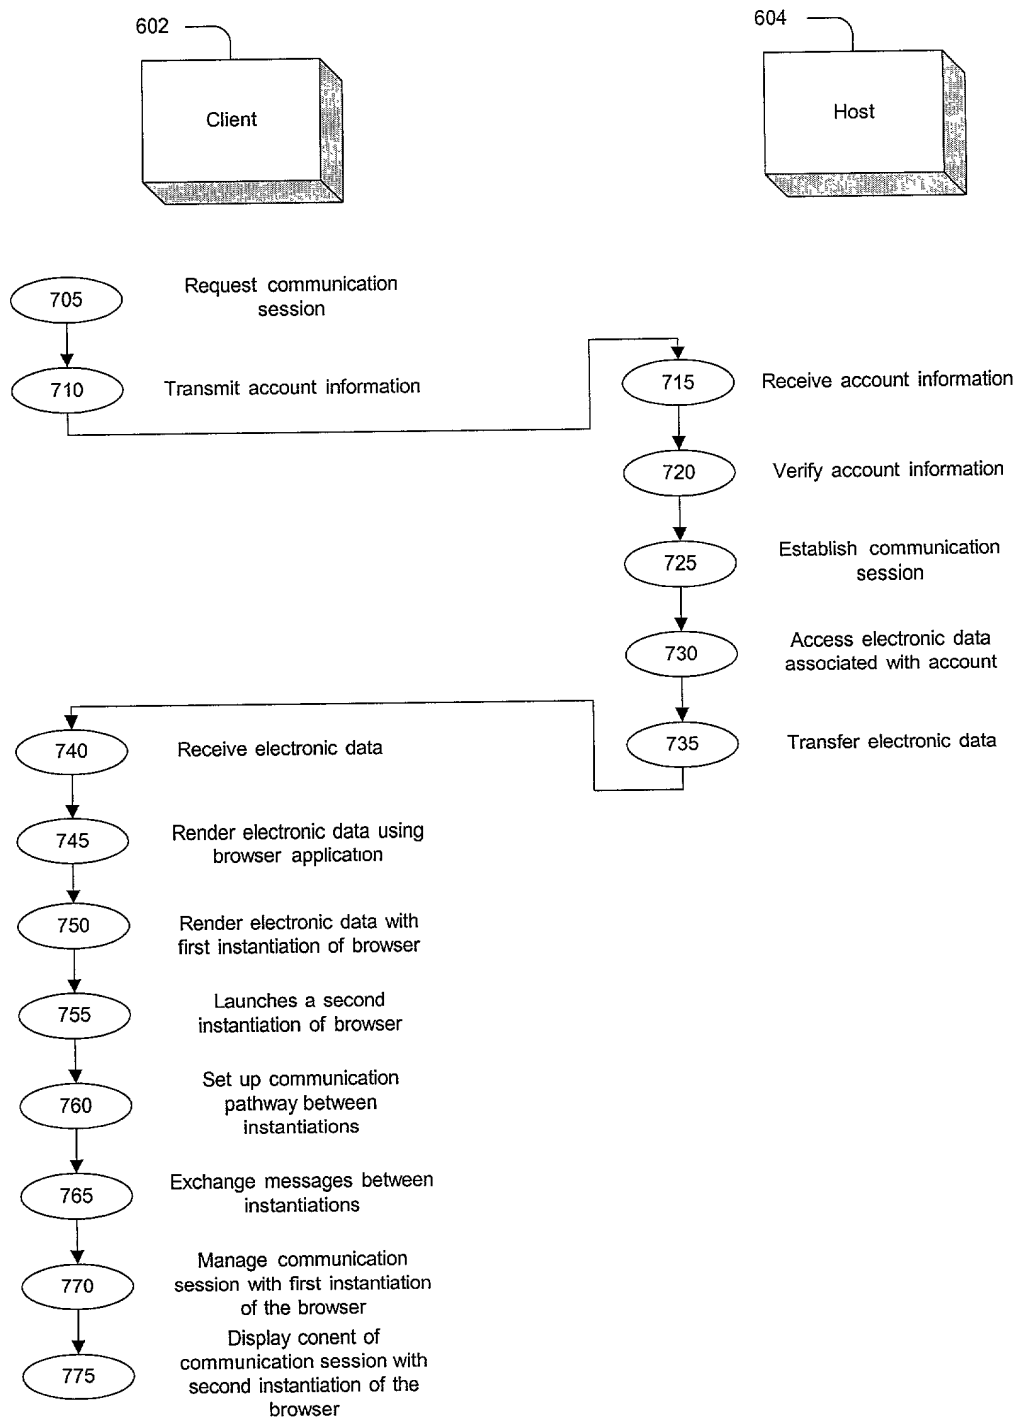 602
604
Client
Host
705
Request communication
session
710
Transmit account information
715
Receive account information
720
Verify account information
725
Establish communication
session
730
Access electronic data
associated with account
735
Transfer electronic data
740
Receive electronic data
745
Render electronic data using
browser application
750
Render electronic data with
first instantiation of browser
755
Launches a second
instantiation of browser
760
Set up communication
pathway between
instantiations
765
Exchange messages between
instantiations
770
Manage communication
session with first instantiation
of the browser
775
Display conent of
communication session with
second instantiation of the
browser